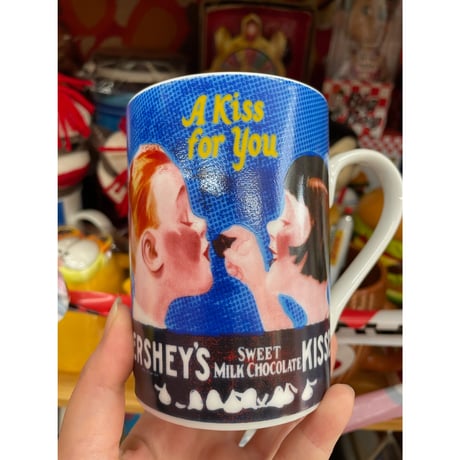 A Kiss
for You
ERSHEY'S SWEET MILK CHOCOLATE KISS